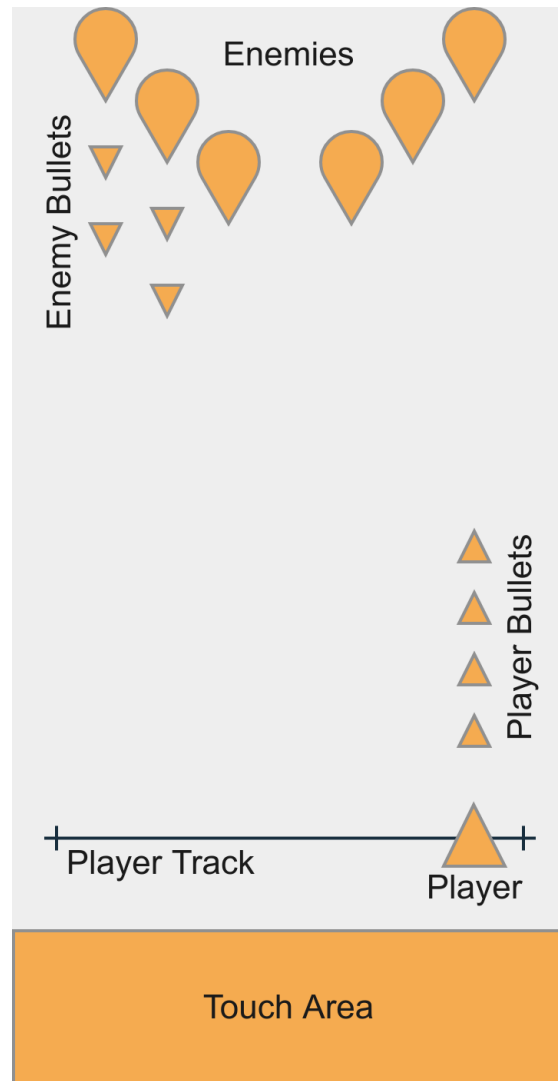 Enemies
Enemy Bullets
Player Bullets
Player Track
Player
Touch Area